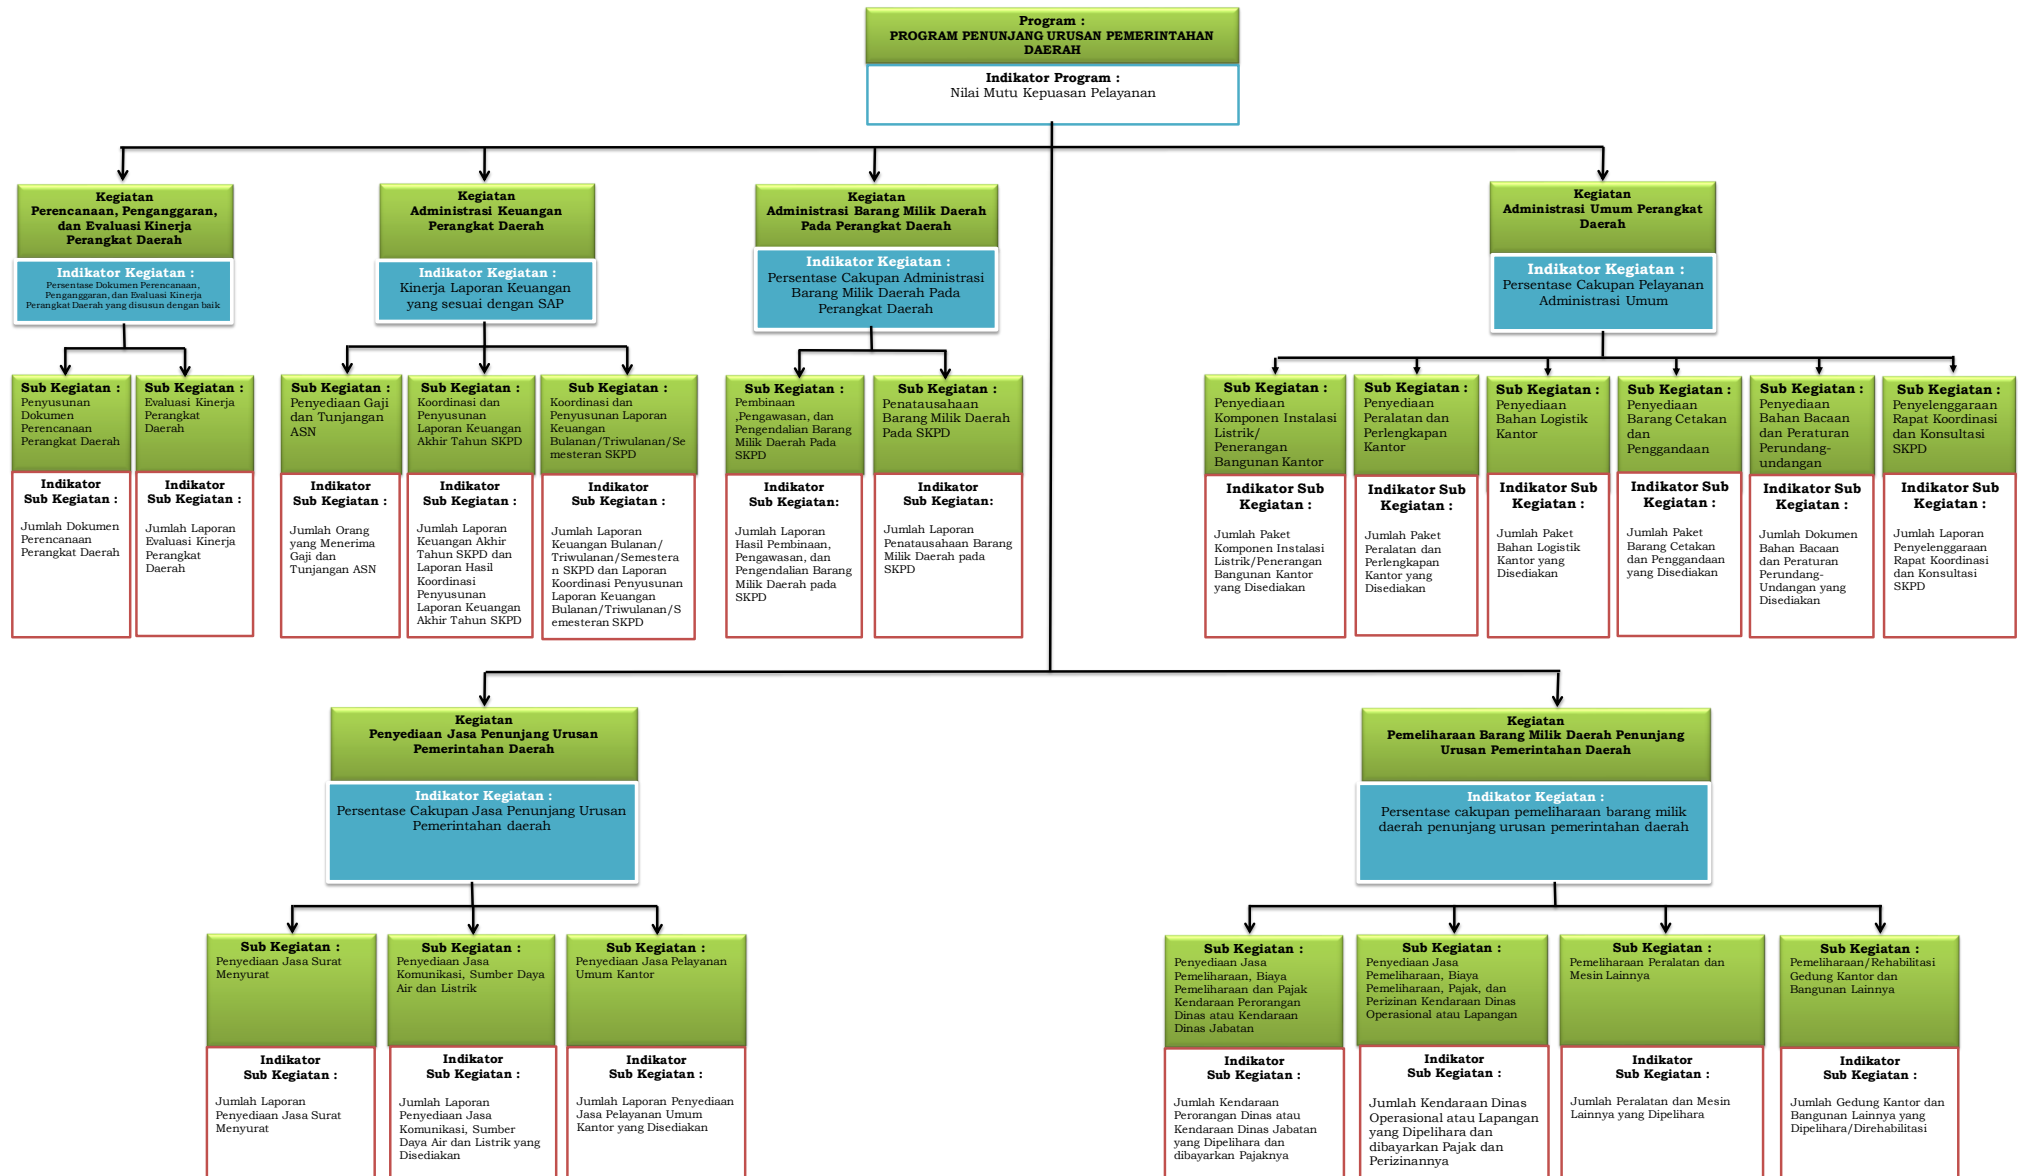 Program :
PROGRAM PENUNJANG URUSAN PEMERINTAHAN
DAERAH
Indikator Program :
Nilai Mutu Kepuasan Pelayanan
Kegiatan
Perencanaan, Penganggaran,
dan Evaluasi Kinerja
Perangkat Daerah
Indikator Kegiatan :
Persentase Dokumen Perencanaan,
Penganggaran, dan Evaluasi Kinerja
Perangkat Daerah yang disusun dengan baik
Kegiatan
Administrasi Keuangan
Perangkat Daerah
Indikator Kegiatan :
Kinerja Laporan Keuangan
yang sesuai dengan SAP
Kegiatan
Administrasi Barang Milik Daerah
Pada Perangkat Daerah
Indikator Kegiatan :
Persentase Cakupan Administrasi
Barang Milik Daerah Pada
Perangkat Daerah
Kegiatan
Administrasi Umum Perangkat
Daerah
Indikator Kegiatan :
Persentase Cakupan Pelayanan
Administrasi Umum
Sub Kegiatan :
Penyusunan
Dokumen
Perencanaan
Perangkat Daerah
Indikator
Sub Kegiatan :
Jumlah Dokumen
Perencanaan
Perangkat Daerah
Sub Kegiatan :
Evaluasi Kinerja
Perangkat
Daerah
Indikator
Sub Kegiatan :
Jumlah Laporan
Evaluasi Kinerja
Perangkat
Daerah
Sub Kegiatan :
Penyediaan Gaji
dan Tunjangan
ASN
Indikator
Sub Kegiatan :
Jumlah Orang
yang Menerima
Gaji dan
Tunjangan ASN
Sub Kegiatan :
Koordinasi dan
Penyusunan
Laporan Keuangan
Akhir Tahun SKPD
Indikator
Sub Kegiatan :
Jumlah Laporan
Keuangan Akhir
Tahun SKPD dan
Laporan Hasil
Koordinasi
Penyusunan
Laporan Keuangan
Akhir Tahun SKPD
Sub Kegiatan :
Koordinasi dan
Penyusunan Laporan
Keuangan
Bulanan/Triwulanan/Se
mesteran SKPD
Indikator
Sub Kegiatan :
Jumlah Laporan
Keuangan Bulanan/
Triwulanan/Semestera
n SKPD dan Laporan
Koordinasi Penyusunan
Laporan Keuangan
Bulanan/Triwulanan/S
emesteran SKPD
Sub Kegiatan :
Pembinaan
,Pengawasan, dan
Pengendalian Barang
Milik Daerah Pada
SKPD
Indikator
Sub Kegiatan:
Jumlah Laporan
Hasil Pembinaan,
Pengawasan, dan
Pengendalian Barang
Milik Daerah pada
SKPD
Sub Kegiatan :
Penatausahaan
Barang Milik Daerah
Pada SKPD
Indikator
Sub Kegiatan:
Jumlah Laporan
Penatausahaan Barang
Milik Daerah pada
SKPD
Sub Kegiatan :
Penyediaan
Komponen Instalasi
Listrik/
Penerangan
Bangunan Kantor
Indikator Sub
Kegiatan :
Jumlah Paket
Komponen Instalasi
Listrik/Penerangan
Bangunan Kantor
yang Disediakan
Sub Kegiatan :
Penyediaan
Peralatan dan
Perlengkapan
Kantor
Indikator Sub
Kegiatan :
Jumlah Paket
Peralatan dan
Perlengkapan
Kantor yang
Disediakan
Sub Kegiatan :
Penyediaan
Bahan Logistik
Kantor
Indikator Sub
Kegiatan :
Jumlah Paket
Bahan Logistik
Kantor yang
Disediakan
Sub Kegiatan :
Penyediaan
Barang Cetakan
dan
Penggandaan
Indikator Sub
Kegiatan :
Jumlah Paket
Barang Cetakan
dan Penggandaan
yang Disediakan
Sub Kegiatan :
Penyediaan
Bahan Bacaan
dan Peraturan
Perundang-
undangan
Indikator Sub
Kegiatan :
Jumlah Dokumen
Bahan Bacaan
dan Peraturan
Perundang-
Undangan yang
Disediakan
Sub Kegiatan :
Penyelenggaraan
Rapat Koordinasi
dan Konsultasi
SKPD
Indikator Sub
Kegiatan :
Jumlah Laporan
Penyelenggaraan
Rapat Koordinasi
dan Konsultasi
SKPD
Kegiatan
Penyediaan Jasa Penunjang Urusan
Pemerintahan Daerah
Indikator Kegiatan :
Persentase Cakupan Jasa Penunjang Urusan
Pemerintahan daerah
Kegiatan
Pemeliharaan Barang Milik Daerah Penunjang
Urusan Pemerintahan Daerah
Indikator Kegiatan :
Persentase cakupan pemeliharaan barang milik
daerah penunjang urusan pemerintahan daerah
Sub Kegiatan :
Penyediaan Jasa Surat
Menyurat
Indikator
Sub Kegiatan :
Jumlah Laporan
Penyediaan Jasa Surat
Menyurat
Sub Kegiatan :
Penyediaan Jasa
Komunikasi, Sumber Daya
Air dan Listrik
Indikator
Sub Kegiatan :
Jumlah Laporan
Penyediaan Jasa
Komunikasi, Sumber
Daya Air dan Listrik yang
Disediakan
Sub Kegiatan :
Penyediaan Jasa Pelayanan
Umum Kantor
Indikator
Sub Kegiatan :
Jumlah Laporan Penyediaan
Jasa Pelayanan Umum
Kantor yang Disediakan
Sub Kegiatan :
Penyediaan Jasa
Pemeliharaan, Biaya
Pemeliharaan dan Pajak
Kendaraan Perorangan
Dinas atau Kendaraan
Dinas Jabatan
Indikator
Sub Kegiatan :
Jumlah Kendaraan
Perorangan Dinas atau
Kendaraan Dinas Jabatan
yang Dipelihara dan
dibayarkan Pajaknya
Sub Kegiatan :
Penyediaan Jasa
Pemeliharaan, Biaya
Pemeliharaan, Pajak, dan
Perizinan Kendaraan Dinas
Operasional atau Lapangan
Indikator
Sub Kegiatan :
Jumlah Kendaraan Dinas
Operasional atau Lapangan
yang Dipelihara dan
dibayarkan Pajak dan
Perizinannya
Sub Kegiatan :
Pemeliharaan Peralatan dan
Mesin Lainnya
Indikator
Sub Kegiatan :
Jumlah Peralatan dan Mesin
Lainnya yang Dipelihara
Sub Kegiatan :
Pemeliharaan/Rehabilitasi
Gedung Kantor dan
Bangunan Lainnya
Indikator
Sub Kegiatan :
Jumlah Gedung Kantor dan
Bangunan Lainnya yang
Dipelihara/Direhabilitasi